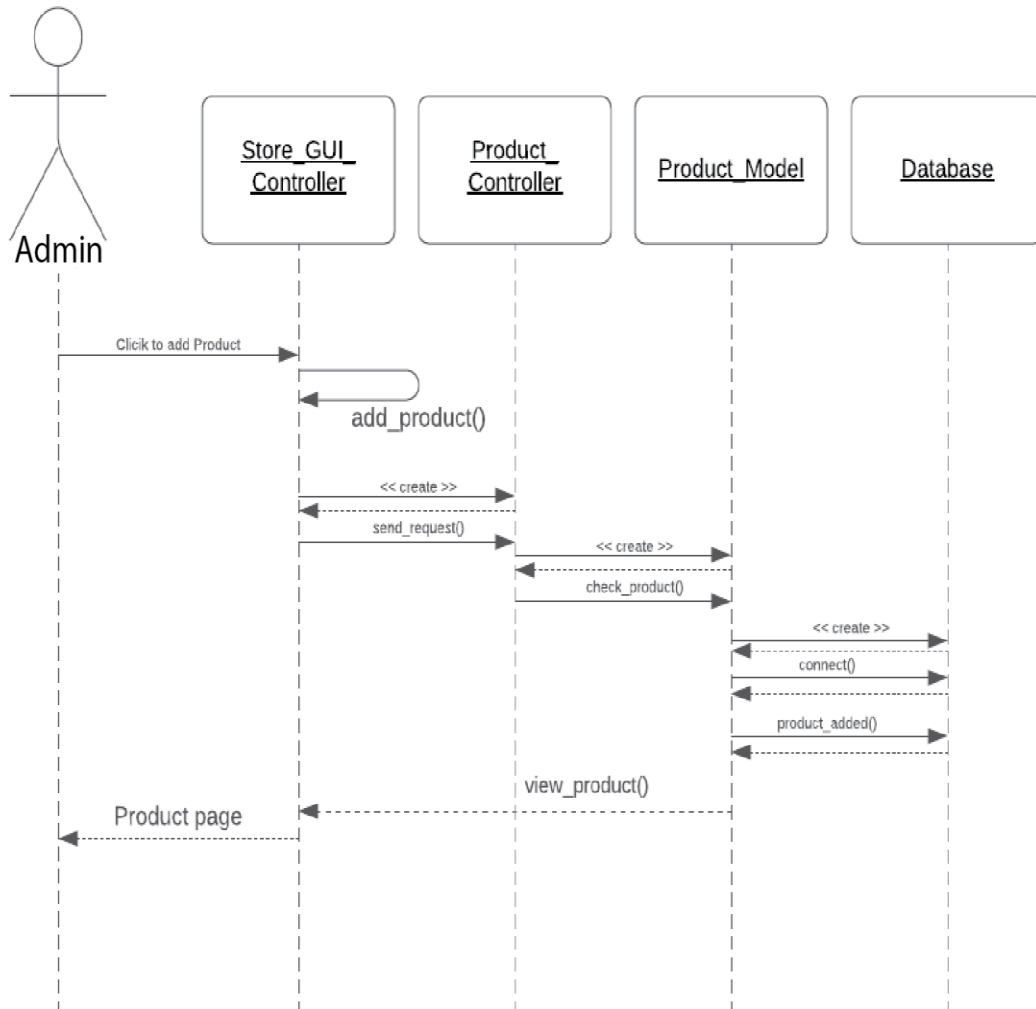 Store_GUI_
Controller
Product_
Controller
Product_Model
Database
Admin
Clicik to add Product
add_product()
<< create >>
send_request()
<< create >>
check_product()
<< create >>
connect()
product_added()
view_product()
Product page